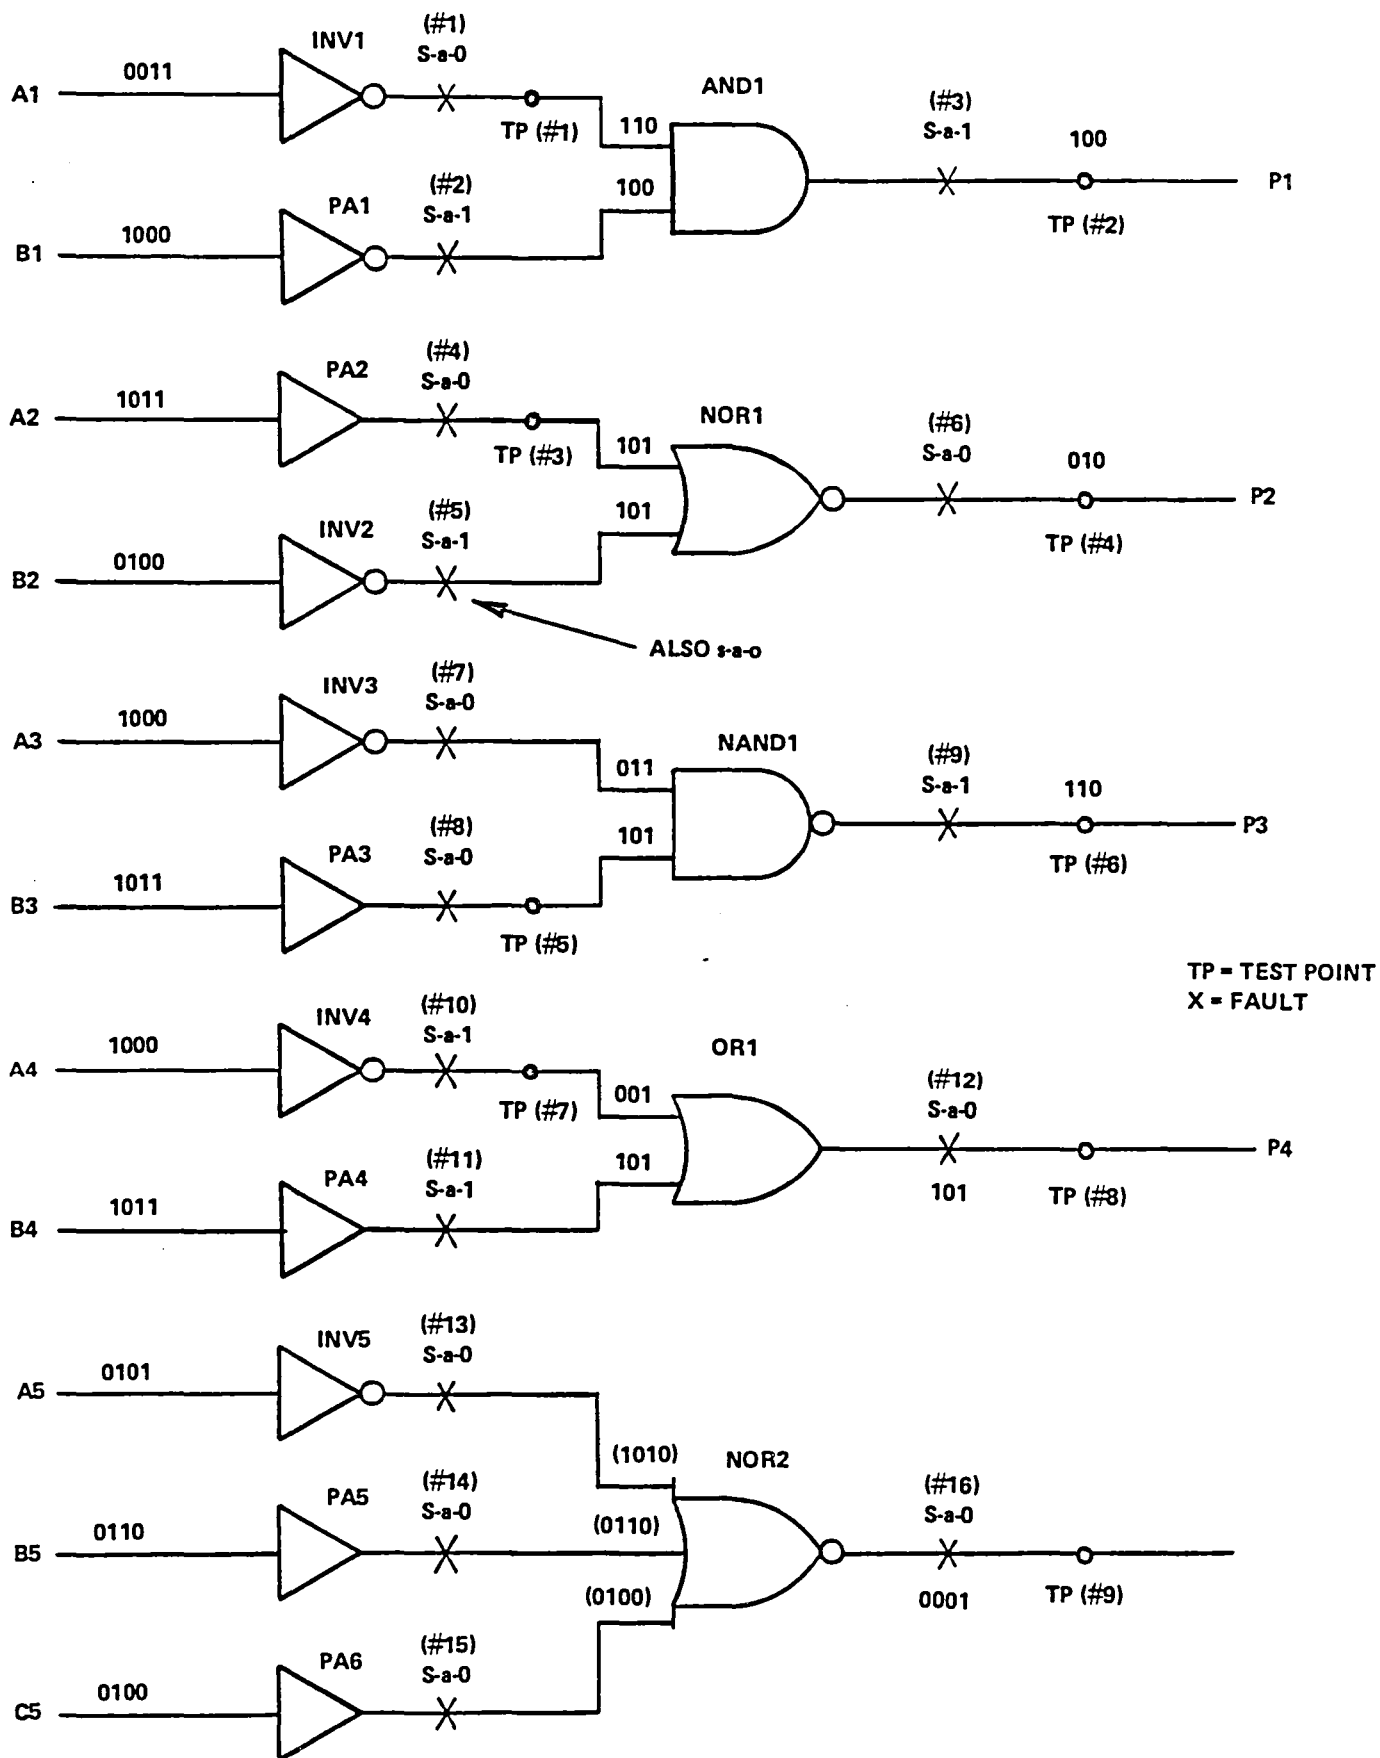 (#1)
INV1
S-a-0
0011
A1
TP (#1)
AND1
110
(#3)
S-a-1
100
P1
TP (#2)
(#2)
PA1
S-a-1
100
1000
B1
(#4)
PA2
S-a-0
1011
A2
TP (#3)
NOR1
101
(#6)
S-a-0
010
P2
TP (#4)
(#5)
INV2
S-a-1
101
0100
B2
ALSO s-a-o
(#7)
INV3
S-a-0
1000
A3
NAND1
011
(#9)
S-a-1
110
P3
TP (#6)
(#8)
PA3
S-a-0
101
1011
B3
TP (#5)
TP = TEST POINT
X = FAULT
(#10)
INV4
S-a-1
1000
A4
TP (#7)
OR1
001
(#12)
S-a-0
P4
101
TP (#8)
(#11)
PA4
S-a-1
101
1011
B4
(#13)
INV5
S-a-0
0101
A5
(1010)
NOR2
(#14)
PA5
S-a-0
(0110)
0110
B5
(#16)
S-a-0
0001
TP (#9)
(0100)
(#15)
PA6
S-a-0
0100
C5